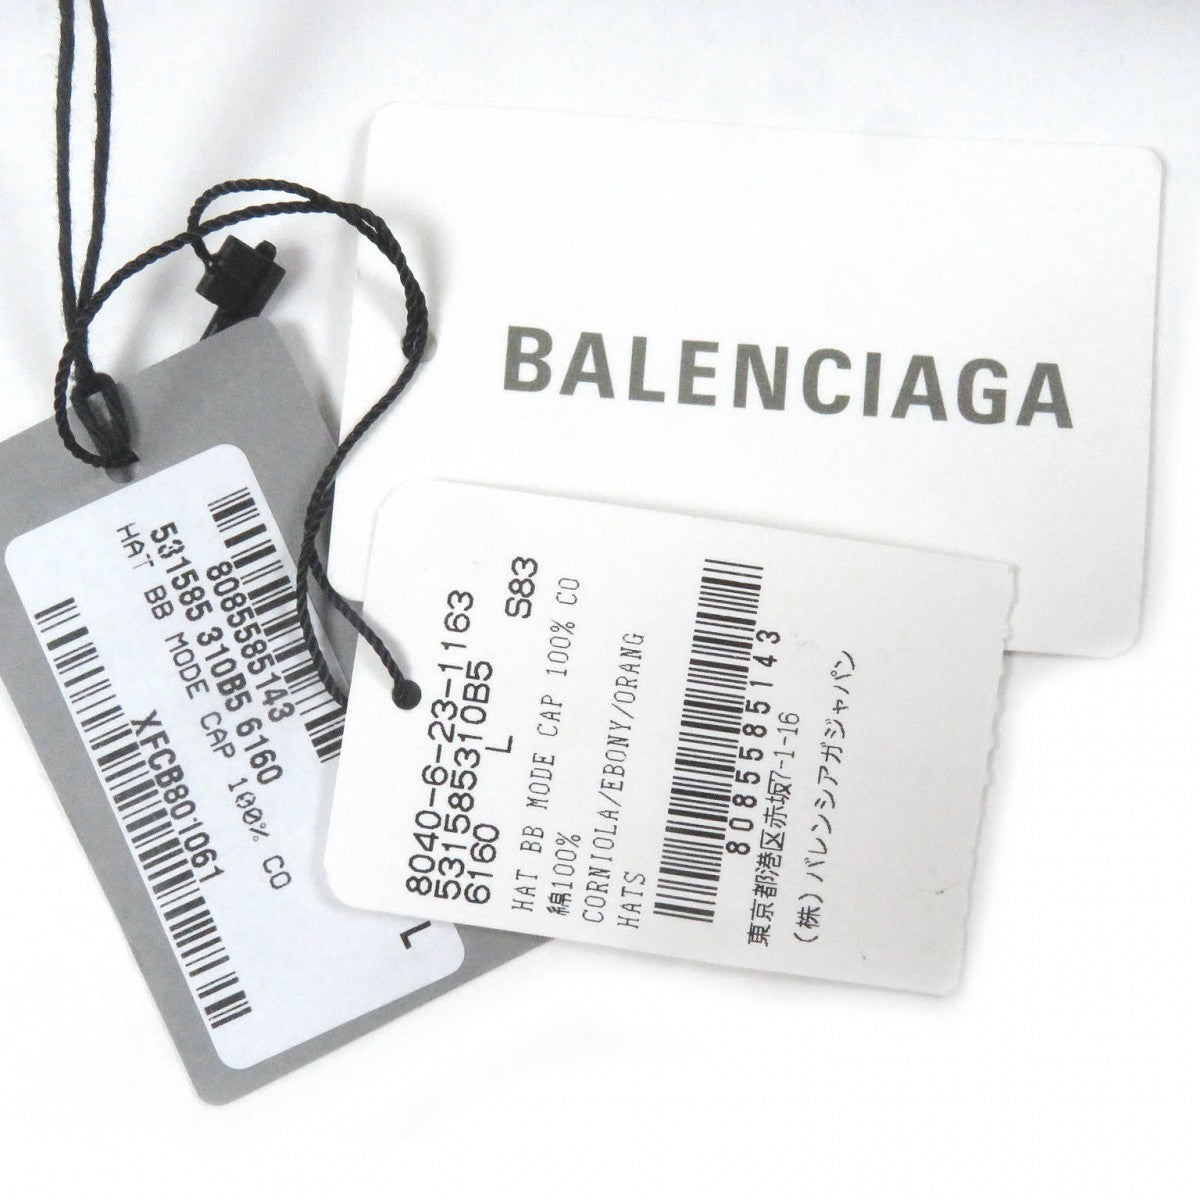 BALENCIAGA
8085585143
531585 310B5 6160
HAT BB MODE CAP 100% CO
XFCB801061
L
8040-6-23-1163
S83
531585310B5
6160 L
HAT BB MODE CAP 100% CO
綿100%
CORNIOLA/EBONY/ORANG
HATS
8085585143
東京都港区赤坂7-1-16
(株)バレンシアガジャパン